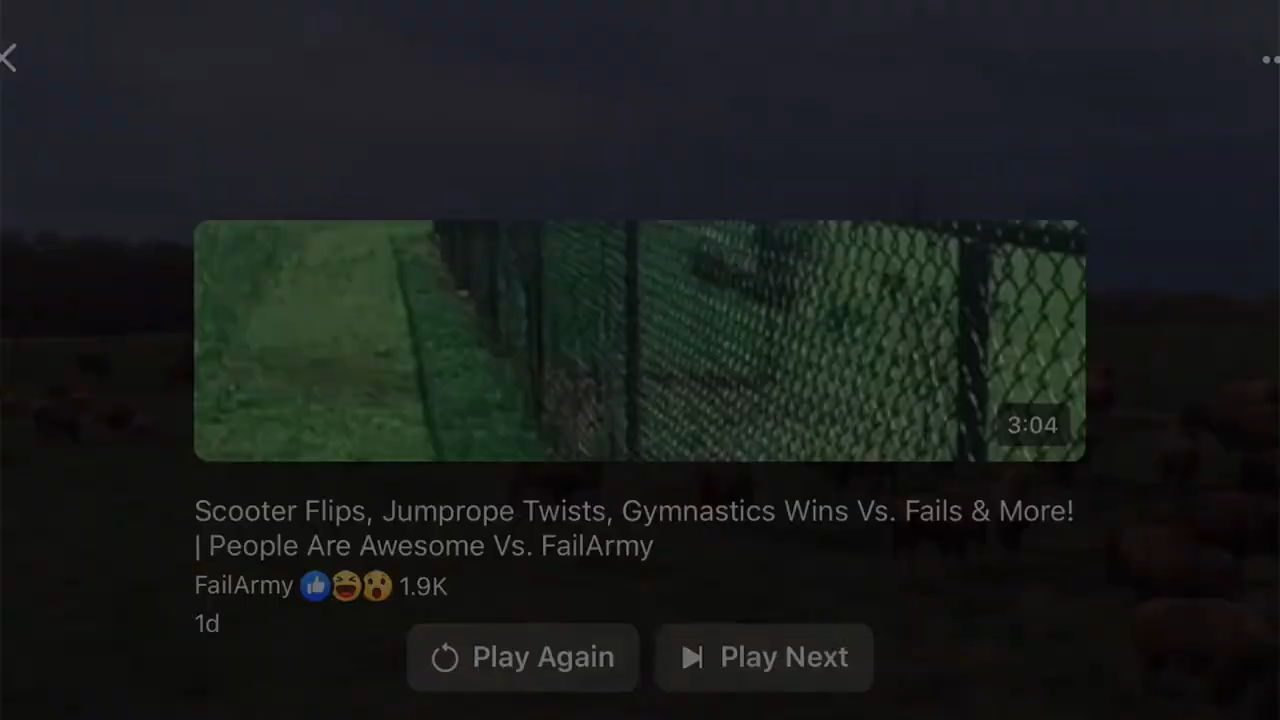 3:04
Scooter Flips, Jumprope Twists, Gymnastics Wins Vs. Fails & More!
| People Are Awesome Vs. FailArmy
FailArmy 1.9K
1d
Play Again
Play Next